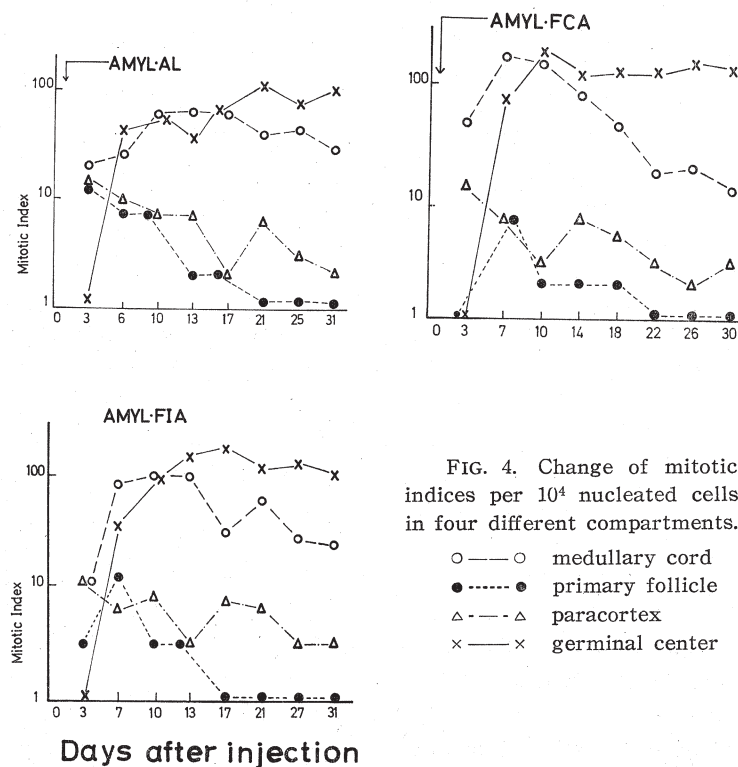 AMYL·AL
100
10
1
Mitotic Index
0 3 6 10 13 17 21 25 31
AMYL·FCA
100
10
1
0 3 7 10 14 18 22 26 30
AMYL·FIA
100
10
1
Mitotic Index
0 3 7 10 13 17 21 27 31
Days after injection
FIG. 4. Change of mitotic
indices per 10⁴ nucleated cells
in four different compartments.
medullary cord
primary follicle
paracortex
germinal center